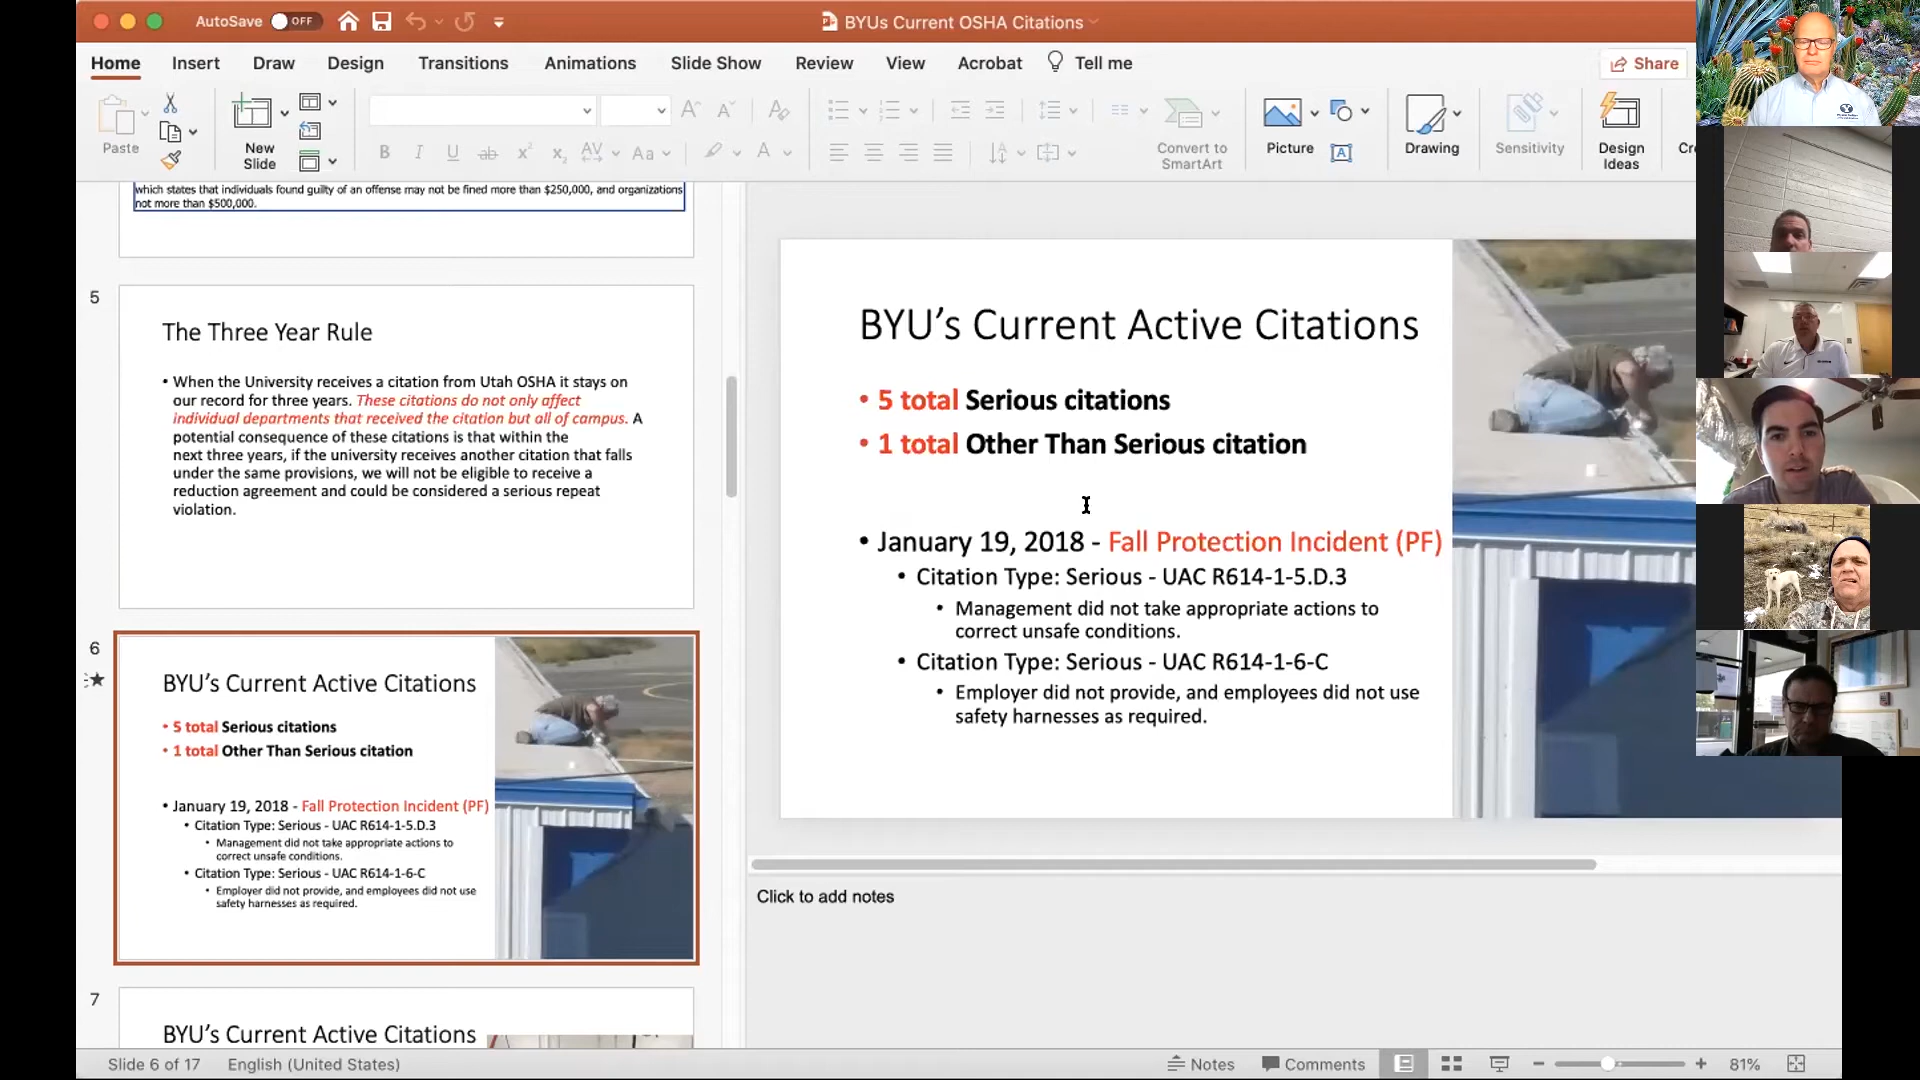 AutoSave OFF
BYUs Current OSHA Citations
Home Insert Draw Design Transitions Animations Slide Show Review View Acrobat Tell me Share
Paste
New
Slide
Convert to
SmartArt
Picture
Drawing
Sensitivity
Design
Ideas
which states that individuals found guilty of an offense may not be fined more than $250,000, and organizations
not more than $500,000.
5
The Three Year Rule
• When the University receives a citation from Utah OSHA it stays on
our record for three years. These citations do not only affect
individual departments that received the citation but all of campus. A
potential consequence of these citations is that within the
next three years, if the university receives another citation that falls
under the same provisions, we will not be eligible to receive a
reduction agreement and could be considered a serious repeat
violation.
6
BYU’s Current Active Citations
• 5 total Serious citations
• 1 total Other Than Serious citation
• January 19, 2018 - Fall Protection Incident (PF)
• Citation Type: Serious - UAC R614-1-5.D.3
• Management did not take appropriate actions to
correct unsafe conditions.
• Citation Type: Serious - UAC R614-1-6-C
• Employer did not provide, and employees did not use
safety harnesses as required.
7
BYU’s Current Active Citations
BYU’s Current Active Citations
• 5 total Serious citations
• 1 total Other Than Serious citation
• January 19, 2018 - Fall Protection Incident (PF)
• Citation Type: Serious - UAC R614-1-5.D.3
• Management did not take appropriate actions to
correct unsafe conditions.
• Citation Type: Serious - UAC R614-1-6-C
• Employer did not provide, and employees did not use
safety harnesses as required.
Click to add notes
Slide 6 of 17 English (United States) Notes Comments 81%